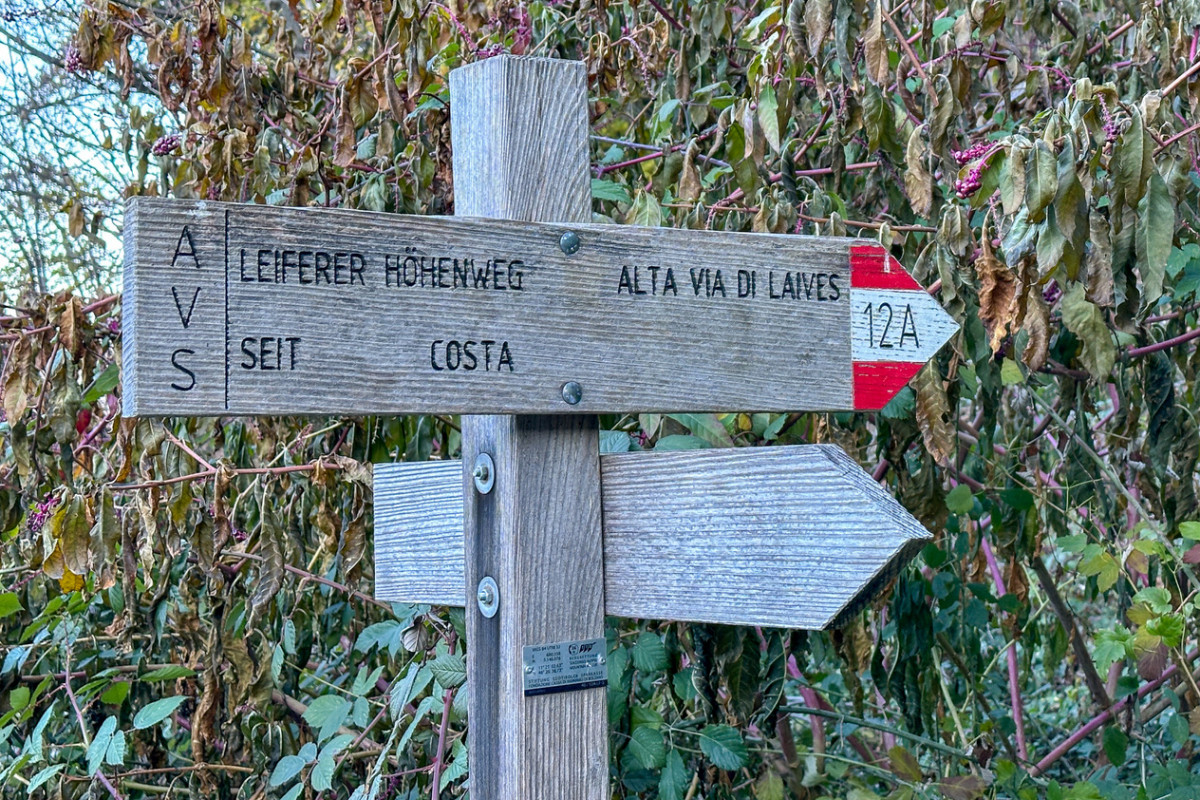 A
V
S
LEIFERER HÖHENWEG ALTA VIA DI LAIVES
SEIT COSTA
12A